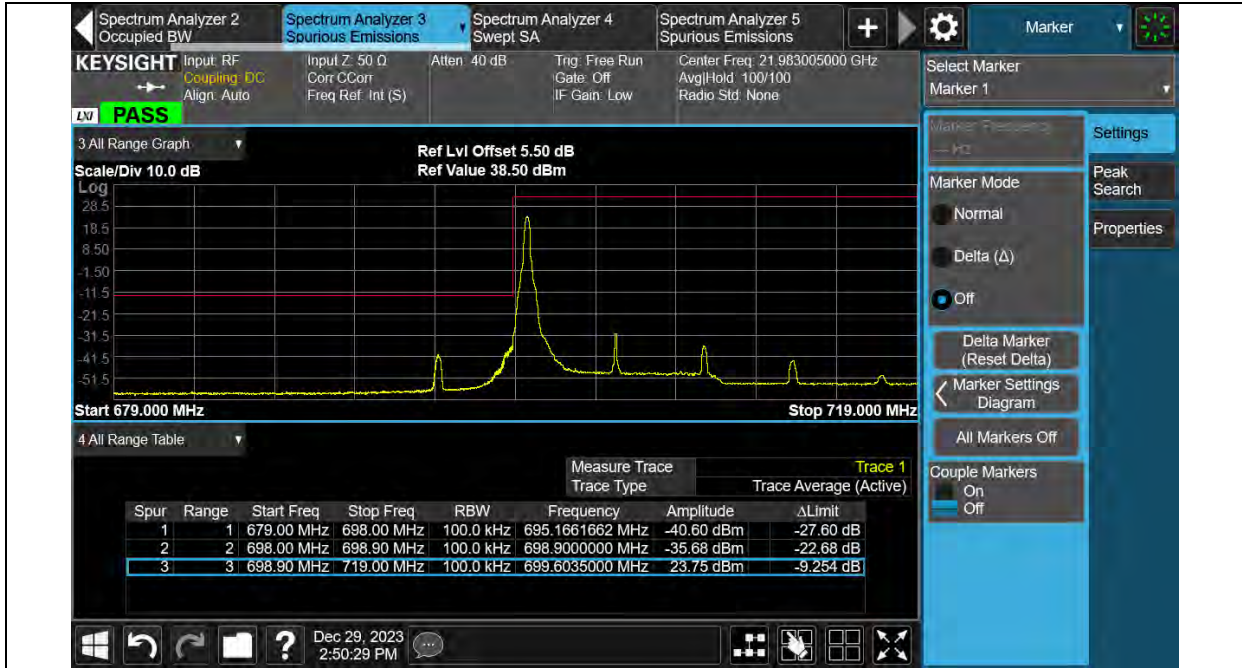 Spectrum Analyzer 2
Occupied BW
Spectrum Analyzer 3
Spurious Emissions
Spectrum Analyzer 4
Swept SA
Spectrum Analyzer 5
Spurious Emissions
Marker
KEYSIGHT
Input: RF
Coupling: DC
Align: Auto
Input Z: 50 Ω
Corr CCorr
Freq Ref: Int (S)
Atten: 40 dB
Trig: Free Run
Gate: Off
IF Gain: Low
Center Freq: 21.983005000 GHz
Avg|Hold: 100/100
Radio Std: None
Select Marker
Marker 1
LXI PASS
3 All Range Graph
Ref Lvl Offset 5.50 dB
Scale/Div 10.0 dB
Ref Value 38.50 dBm
Log
28.5
18.5
8.50
-1.50
-11.5
-21.5
-31.5
-41.5
-51.5
Start 679.000 MHz
Stop 719.000 MHz
Marker Frequency
--- Hz
Settings
Peak
Search
Properties
Marker Mode
Normal
Delta (Δ)
Off
Delta Marker
(Reset Delta)
Marker Settings
Diagram
All Markers Off
Couple Markers
On
Off
4 All Range Table
Measure Trace Trace 1
Trace Type Trace Average (Active)
Spur Range Start Freq Stop Freq RBW Frequency Amplitude ΔLimit
1 1 679.00 MHz 698.00 MHz 100.0 kHz 695.1661662 MHz -40.60 dBm -27.60 dB
2 2 698.00 MHz 698.90 MHz 100.0 kHz 698.9000000 MHz -35.68 dBm -22.68 dB
3 3 698.90 MHz 719.00 MHz 100.0 kHz 699.6035000 MHz 23.75 dBm -9.254 dB
Dec 29, 2023
2:50:29 PM